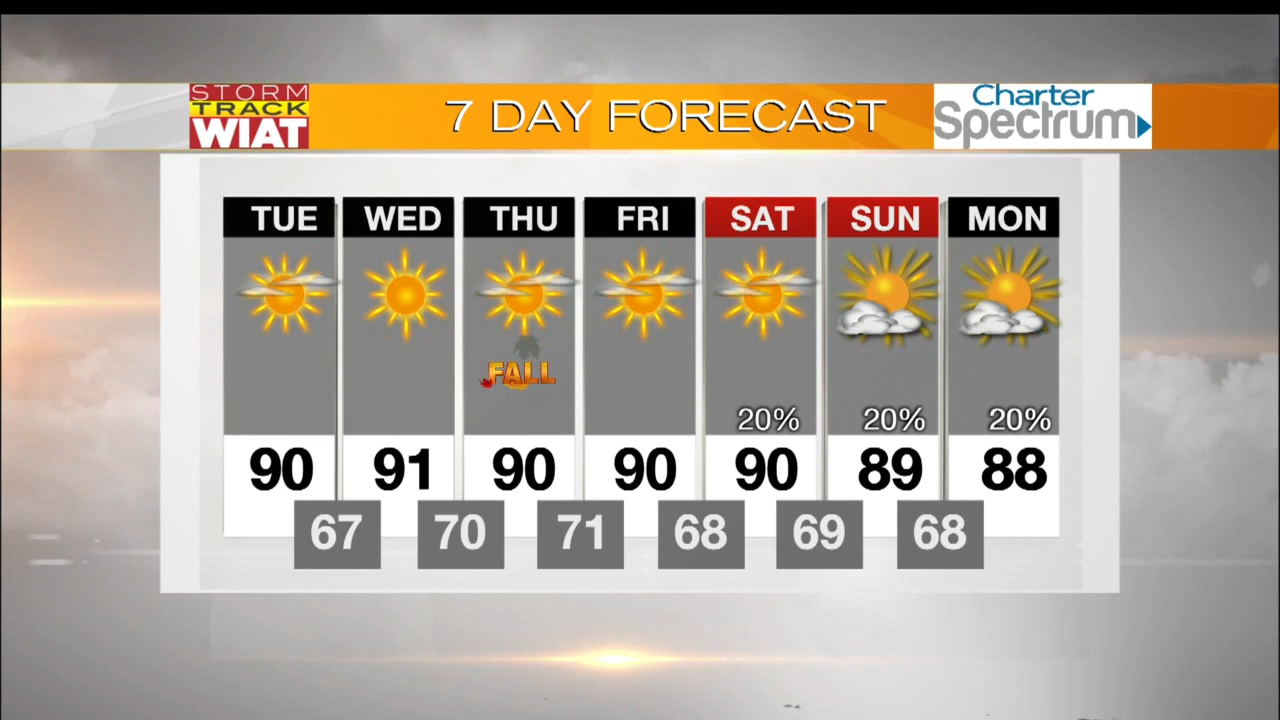 STORM
TRACK
WIAT
7 DAY FORECAST
Charter
Spectrum
TUE WED THU FRI SAT SUN MON
FALL
20% 20% 20%
90 91 90 90 90 89 88
67 70 71 68 69 68